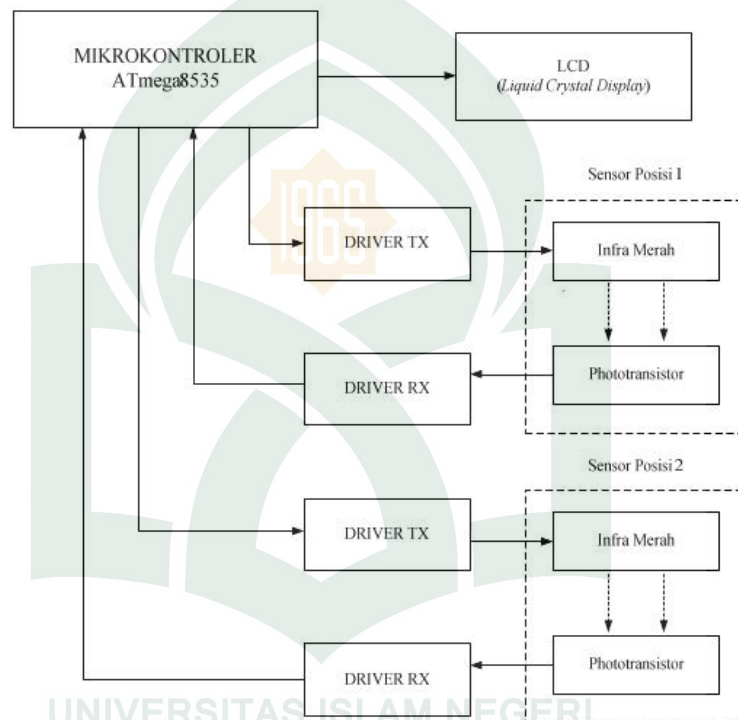 MIKROKONTROLER
ATmega8535
LCD
(Liquid Crystal Display)
1965
Sensor Posisi 1
DRIVER TX
Infra Merah
DRIVER RX
Phototransistor
Sensor Posisi 2
DRIVER TX
Infra Merah
DRIVER RX
Phototransistor
UNIVERSITAS ISLAM NEGERI